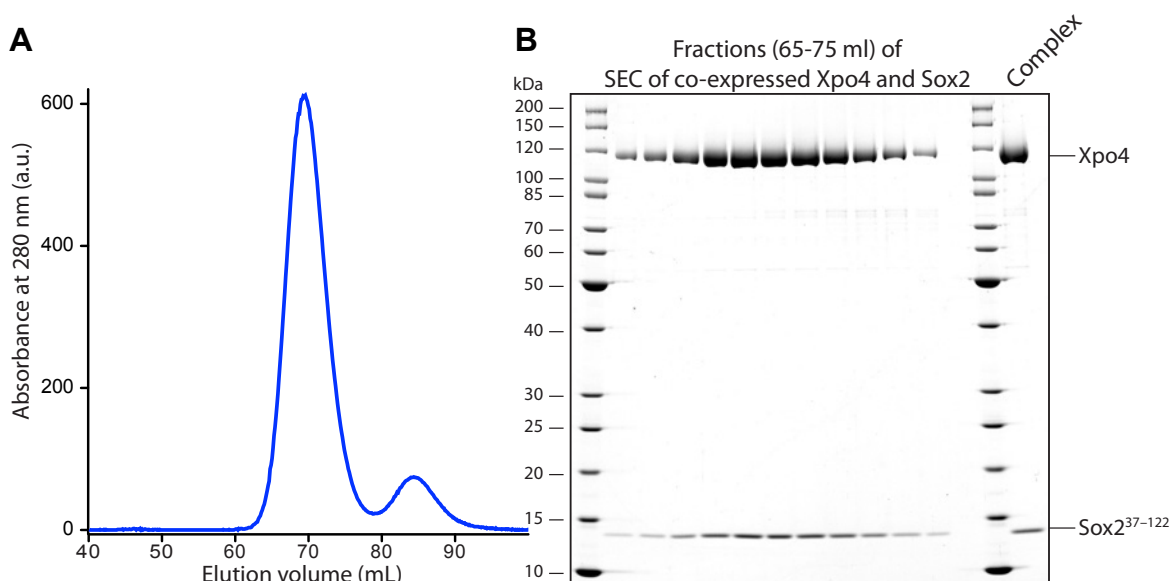 A
Absorbance at 280 nm (a.u.)
600
400
200
0
40 50 60 70 80 90
Elution volume (mL)
B
Fractions (65-75 ml) of
SEC of co-expressed Xpo4 and Sox2
Complex
kDa
200
150
120
100
85
70
60
50
40
30
25
20
15
10
Xpo4
Sox2³⁷⁻¹²²